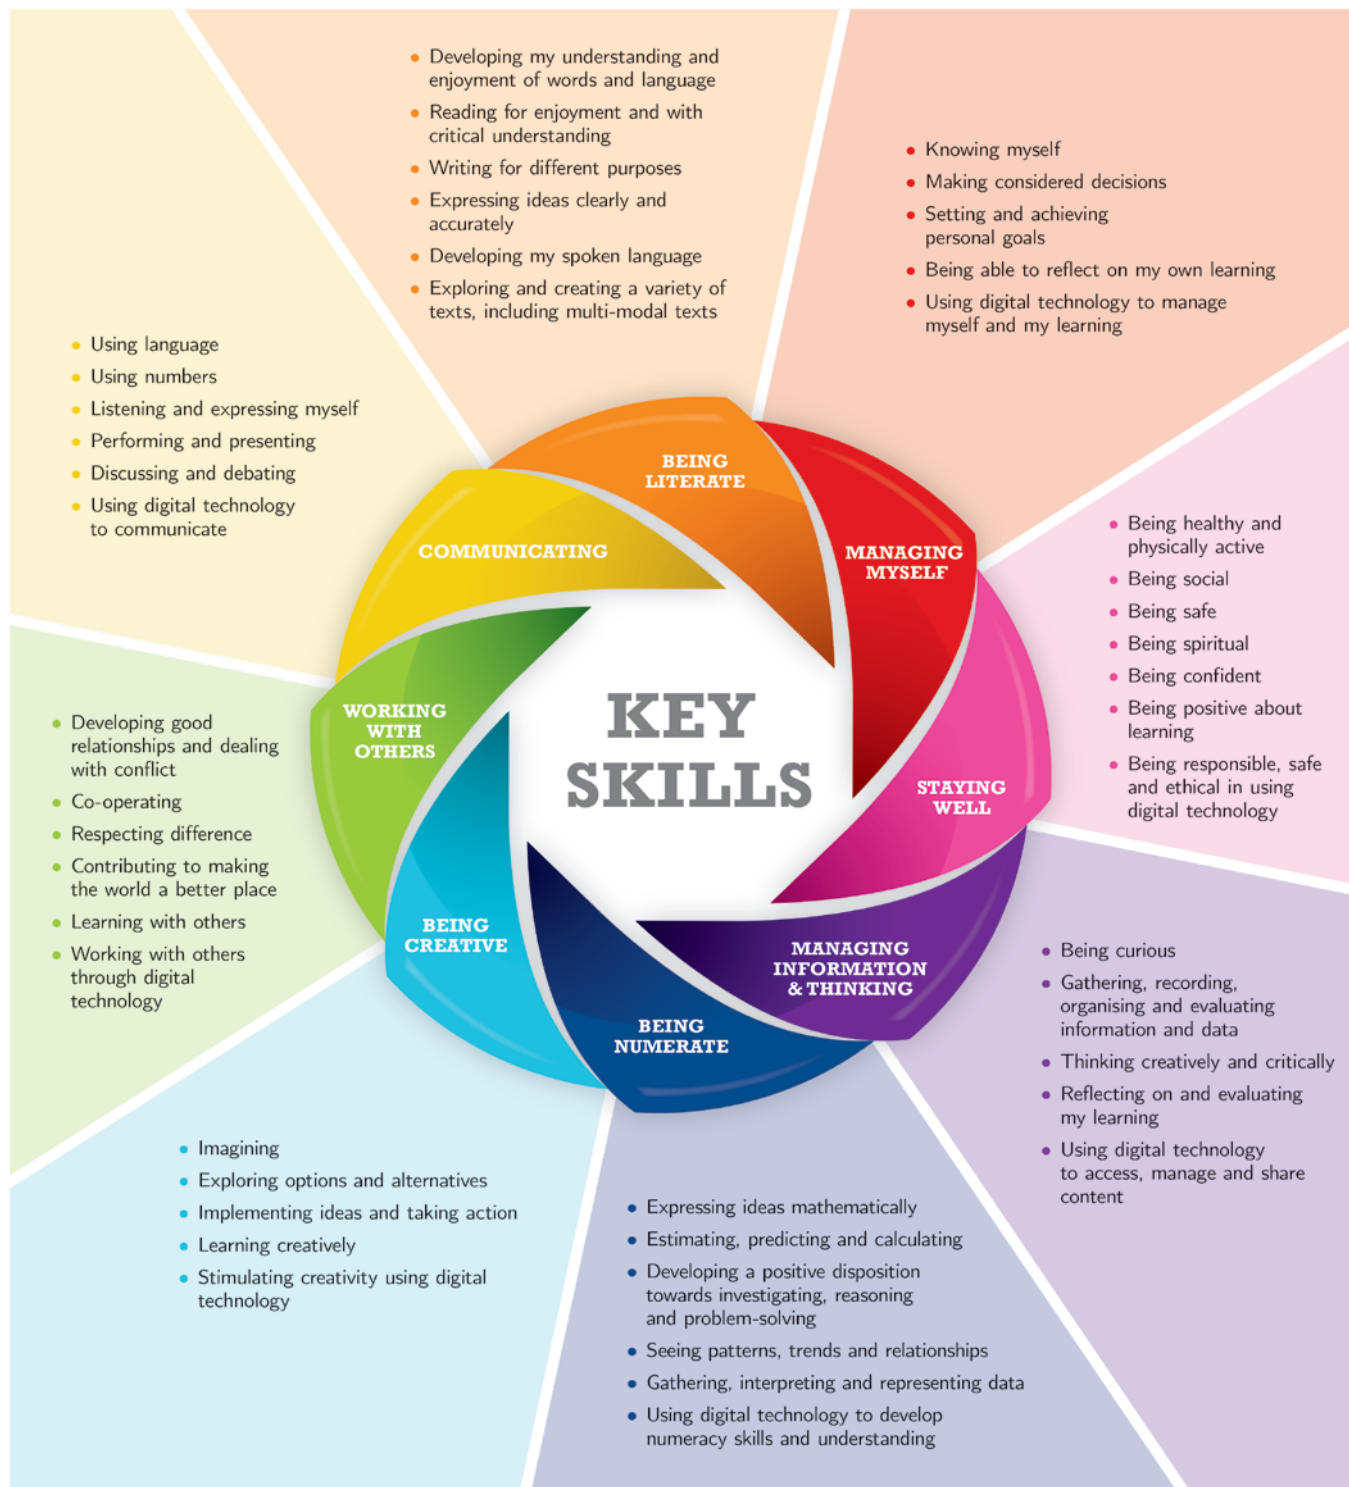 • Developing my understanding and
enjoyment of words and language
• Reading for enjoyment and with
critical understanding
• Writing for different purposes
• Expressing ideas clearly and
accurately
• Developing my spoken language
• Exploring and creating a variety of
texts, including multi-modal texts
• Knowing myself
• Making considered decisions
• Setting and achieving
personal goals
• Being able to reflect on my own learning
• Using digital technology to manage
myself and my learning
• Using language
• Using numbers
• Listening and expressing myself
• Performing and presenting
• Discussing and debating
• Using digital technology
to communicate
BEING
LITERATE
COMMUNICATING
MANAGING
MYSELF
• Being healthy and
physically active
• Being social
• Being safe
• Being spiritual
• Being confident
• Being positive about
learning
• Being responsible, safe
and ethical in using
digital technology
WORKING
WITH
OTHERS
KEY
SKILLS
STAYING
WELL
• Developing good
relationships and dealing
with conflict
• Co-operating
• Respecting difference
• Contributing to making
the world a better place
• Learning with others
• Working with others
through digital
technology
BEING
CREATIVE
MANAGING
INFORMATION
& THINKING
BEING
NUMERATE
• Being curious
• Gathering, recording,
organising and evaluating
information and data
• Thinking creatively and critically
• Reflecting on and evaluating
my learning
• Using digital technology
to access, manage and share
content
• Imagining
• Exploring options and alternatives
• Implementing ideas and taking action
• Learning creatively
• Stimulating creativity using digital
technology
• Expressing ideas mathematically
• Estimating, predicting and calculating
• Developing a positive disposition
towards investigating, reasoning
and problem-solving
• Seeing patterns, trends and relationships
• Gathering, interpreting and representing data
• Using digital technology to develop
numeracy skills and understanding